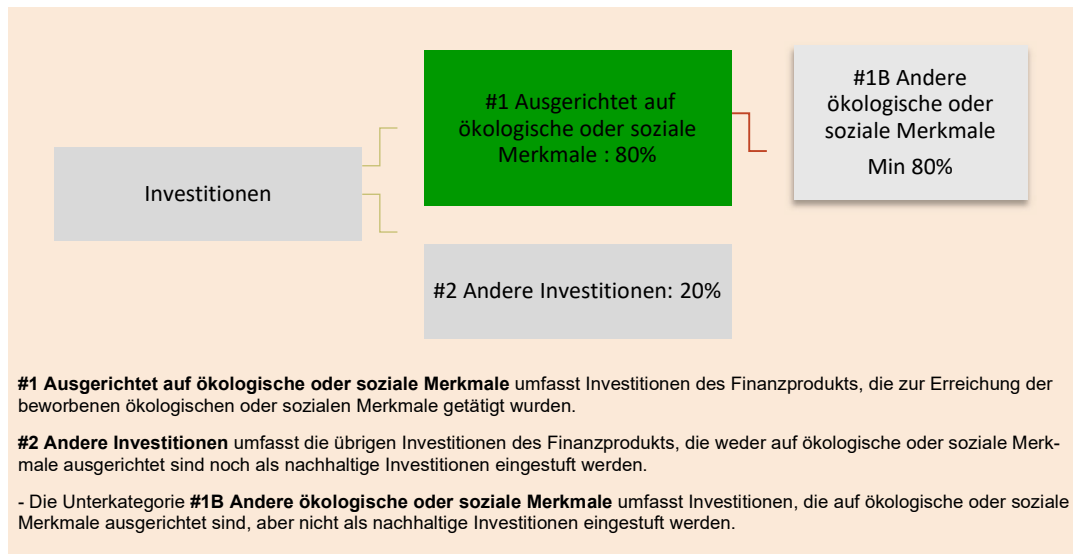 #1 Ausgerichtet auf
ökologische oder soziale
Merkmale : 80%
#1B Andere
ökologische oder
soziale Merkmale
Min 80%
Investitionen
#2 Andere Investitionen: 20%
#1 Ausgerichtet auf ökologische oder soziale Merkmale umfasst Investitionen des Finanzprodukts, die zur Erreichung der
beworbenen ökologischen oder sozialen Merkmale getätigt wurden.
#2 Andere Investitionen umfasst die übrigen Investitionen des Finanzprodukts, die weder auf ökologische oder soziale Merk-
male ausgerichtet sind noch als nachhaltige Investitionen eingestuft werden.
- Die Unterkategorie #1B Andere ökologische oder soziale Merkmale umfasst Investitionen, die auf ökologische oder soziale
Merkmale ausgerichtet sind, aber nicht als nachhaltige Investitionen eingestuft werden.